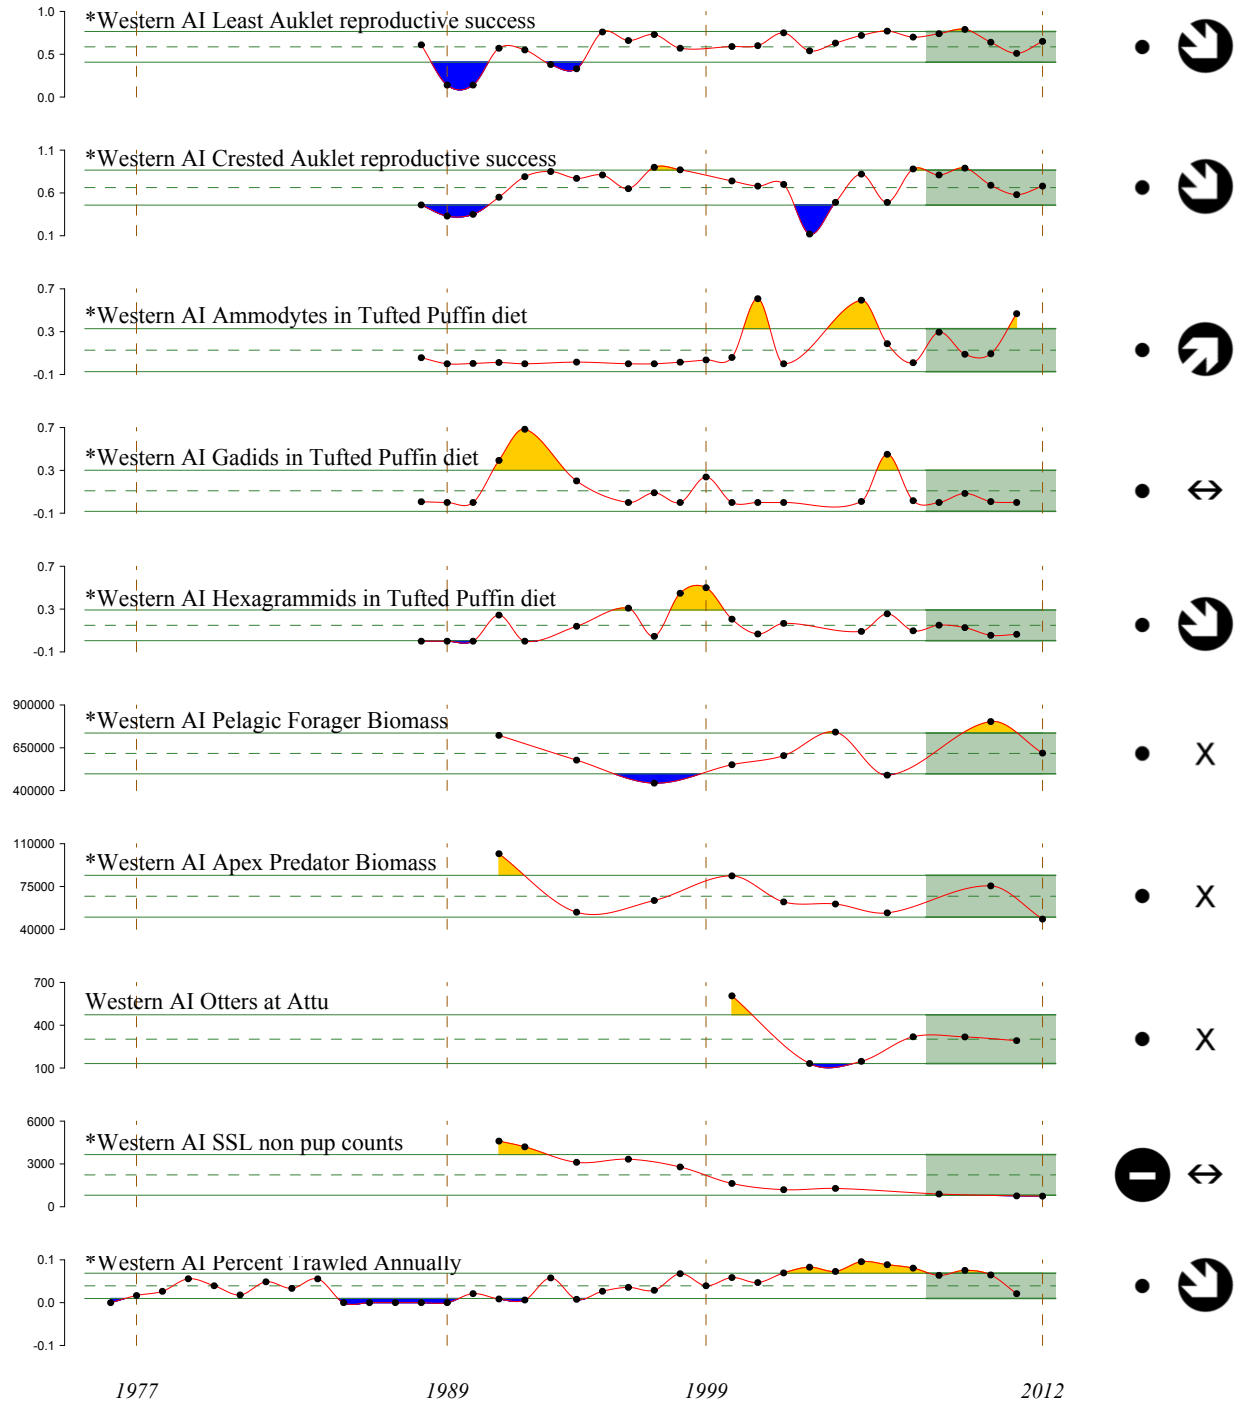 *Western AI Least Auklet reproductive success
1.0
0.5
0.0
*Western AI Crested Auklet reproductive success
1.1
0.6
0.1
*Western AI Ammodytes in Tufted Puffin diet
0.7
0.3
-0.1
*Western AI Gadids in Tufted Puffin diet
0.7
0.3
-0.1
*Western AI Hexagrammids in Tufted Puffin diet
0.7
0.3
-0.1
*Western AI Pelagic Forager Biomass
900000
650000
400000
X
*Western AI Apex Predator Biomass
110000
75000
40000
X
Western AI Otters at Attu
700
400
100
X
*Western AI SSL non pup counts
6000
3000
0
*Western AI Percent Trawled Annually
0.1
0.0
-0.1
1977 1989 1999 2012